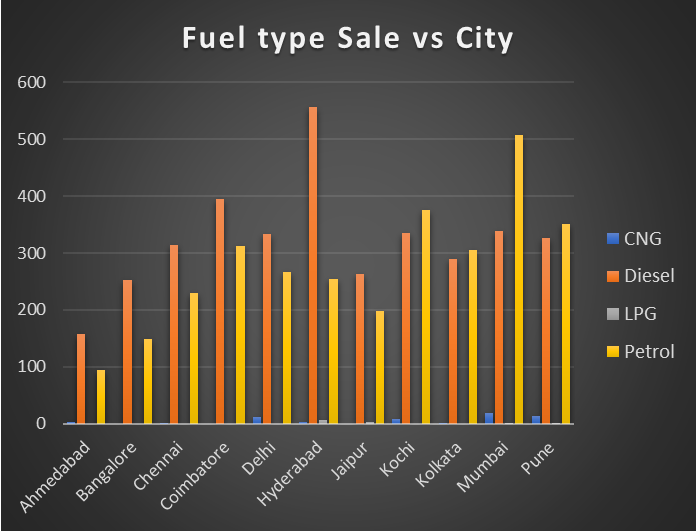 Fuel type Sale vs City
600
500
400
300
200
100
0
Ahmedabad
Bangalore
Chennai
Coimbatore
Delhi
Hyderabad
Jaipur
Kochi
Kolkata
Mumbai
Pune
CNG
Diesel
LPG
Petrol